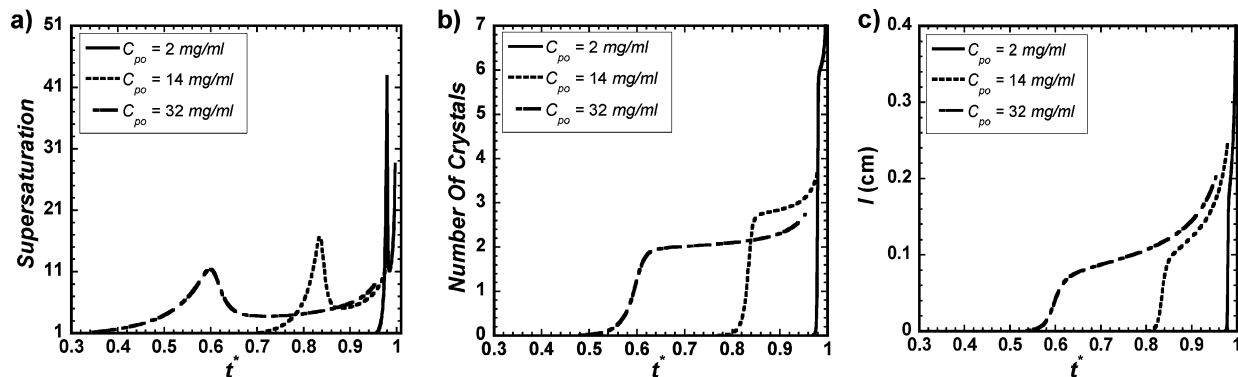 a)
Supersaturation
51
41
31
21
11
1
C_po = 2 mg/ml
C_po = 14 mg/ml
C_po = 32 mg/ml
0.3 0.4 0.5 0.6 0.7 0.8 0.9 1
t*
b)
Number Of Crystals
7
6
5
4
3
2
1
0
C_po = 2 mg/ml
C_po = 14 mg/ml
C_po = 32 mg/ml
0.3 0.4 0.5 0.6 0.7 0.8 0.9 1
t*
c)
l (cm)
0.4
0.3
0.2
0.1
0
C_po = 2 mg/ml
C_po = 14 mg/ml
C_po = 32 mg/ml
0.3 0.4 0.5 0.6 0.7 0.8 0.9 1
t*